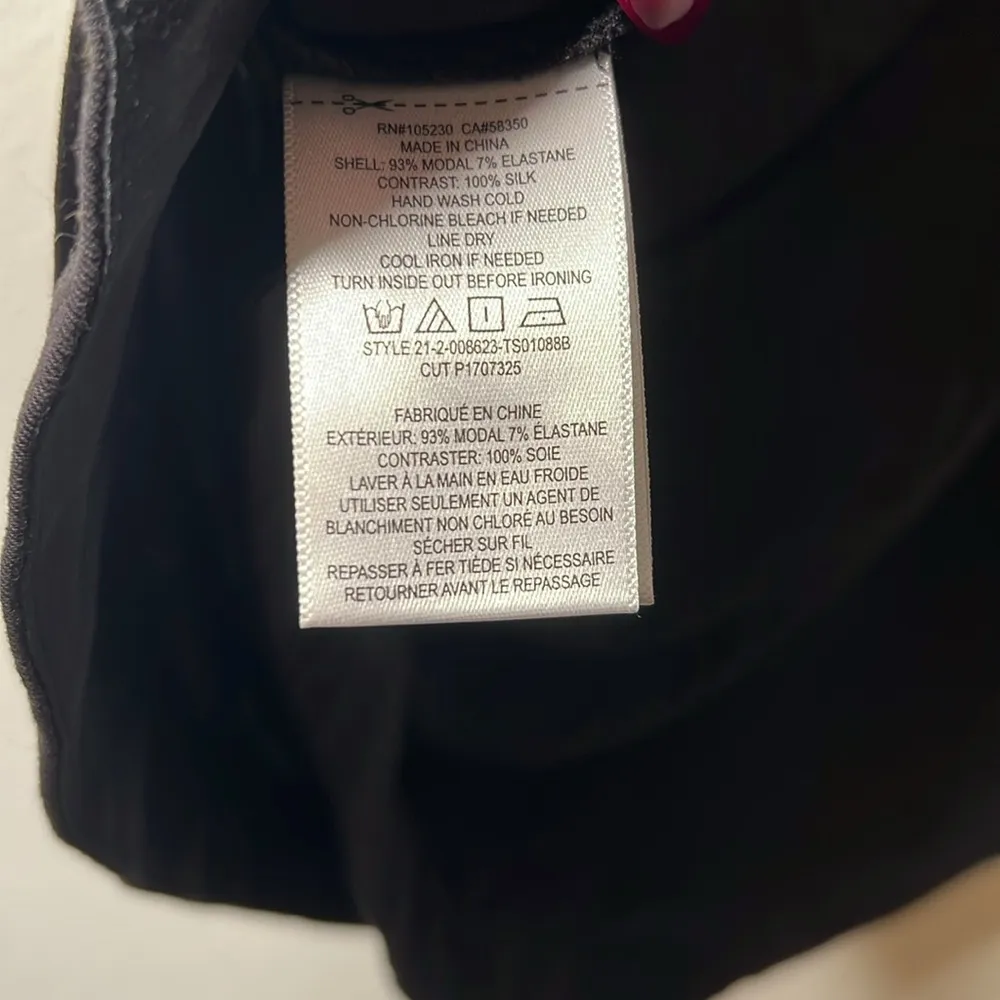 RN#105230 CA#58350
MADE IN CHINA
SHELL: 93% MODAL 7% ELASTANE
CONTRAST: 100% SILK
HAND WASH COLD
NON-CHLORINE BLEACH IF NEEDED
LINE DRY
COOL IRON IF NEEDED
TURN INSIDE OUT BEFORE IRONING
STYLE 21-2-008623-TS01088B
CUT P1707325
FABRIQUÉ EN CHINE
EXTÉRIEUR: 93% MODAL 7% ÉLASTANE
CONTRASTER: 100% SOIE
LAVER À LA MAIN EN EAU FROIDE
UTILISER SEULEMENT UN AGENT DE
BLANCHIMENT NON CHLORÉ AU BESOIN
SÉCHER SUR FIL
REPASSER À FER TIÈDE SI NÉCESSAIRE
RETOURNER AVANT LE REPASSAGE